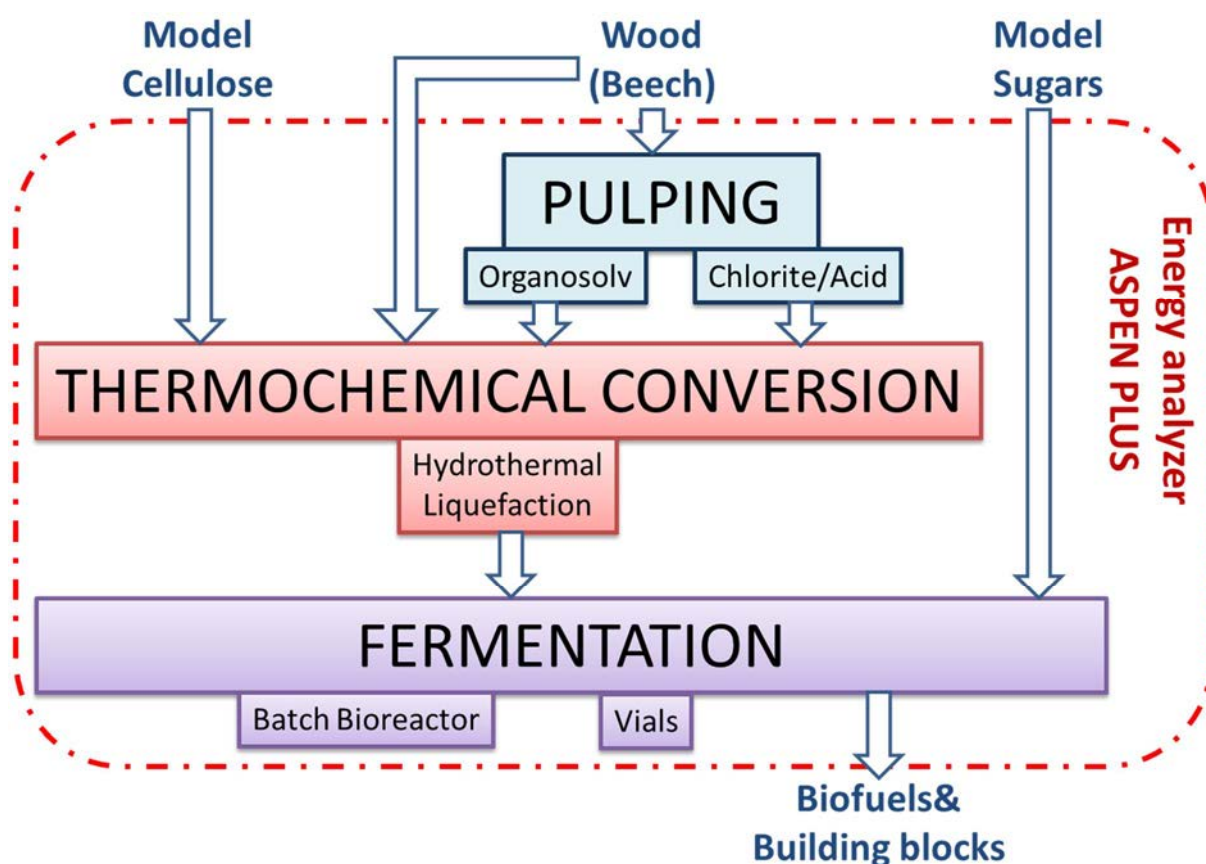 Model
Cellulose
Wood
(Beech)
Model
Sugars
PULPING
Organosolv
Chlorite/Acid
Energy analyzer
ASPEN PLUS
THERMOCHEMICAL CONVERSION
Hydrothermal
Liquefaction
FERMENTATION
Batch Bioreactor
Vials
Biofuels&
Building blocks